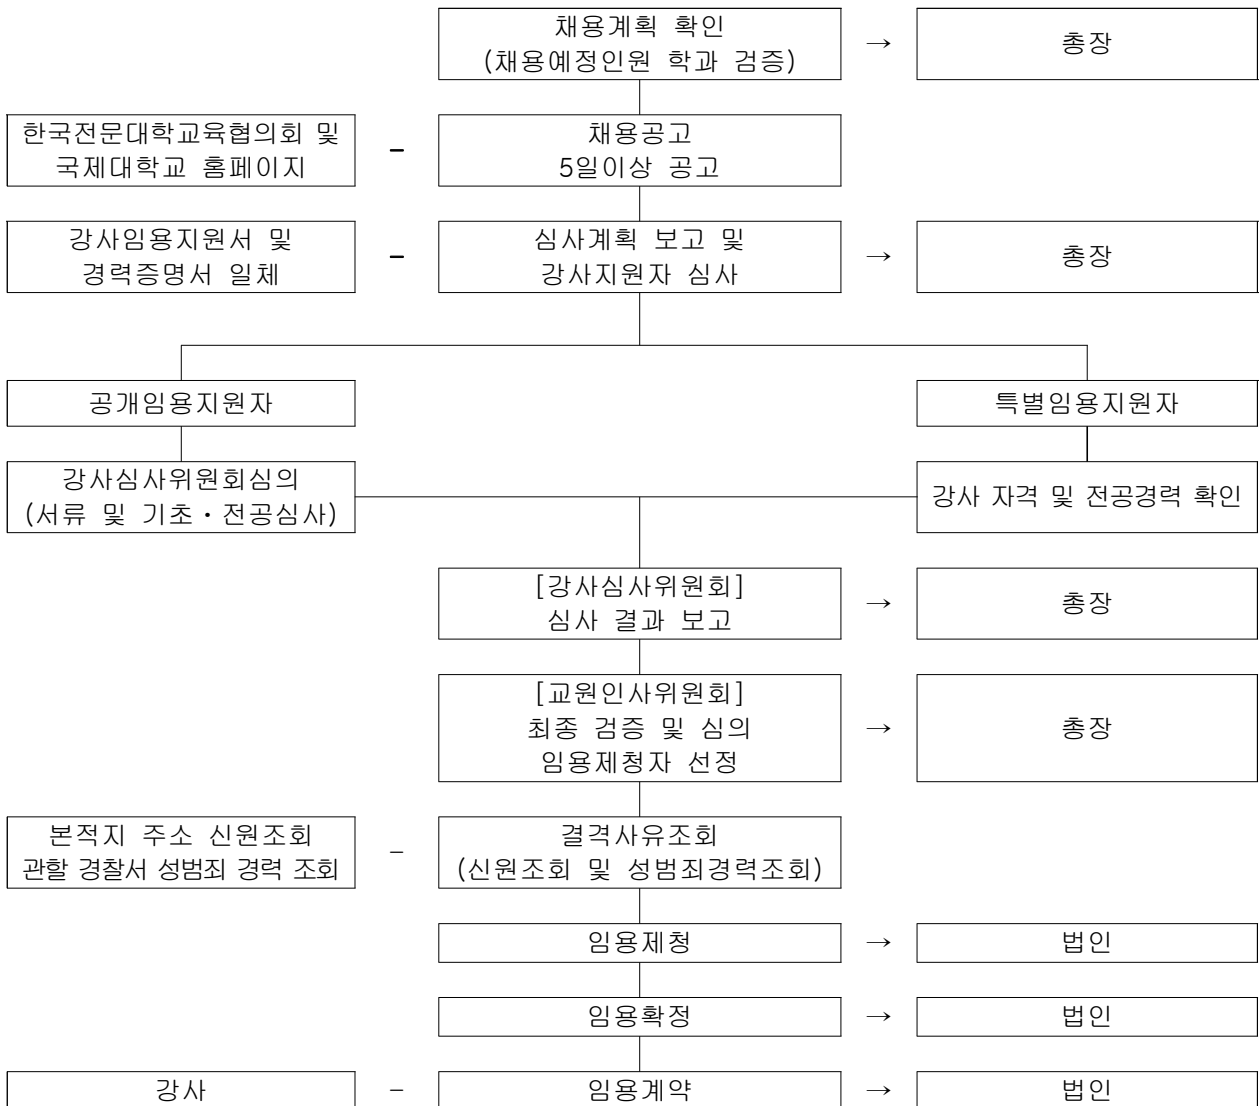 채용계획 확인
(채용예정인원 학과 검증)
→
총장
한국전문대학교육협의회 및
국제대학교 홈페이지
–
채용공고
5일이상 공고
강사임용지원서 및
경력증명서 일체
–
심사계획 보고 및
강사지원자 심사
→
총장
공개임용지원자
특별임용지원자
강사심사위원회심의
(서류 및 기초・전공심사)
강사 자격 및 전공경력 확인
[강사심사위원회]
심사 결과 보고
→
총장
[교원인사위원회]
최종 검증 및 심의
임용제청자 선정
→
총장
본적지 주소 신원조회
관할 경찰서 성범죄 경력 조회
–
결격사유조회
(신원조회 및 성범죄경력조회)
임용제청
→
법인
임용확정
→
법인
강사
–
임용계약
→
법인